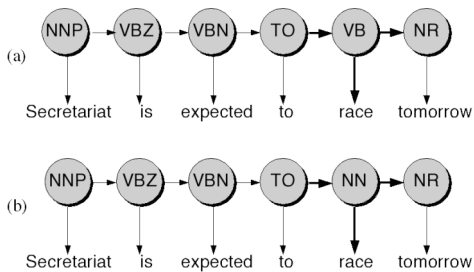 NNP VBZ VBN TO VB NR
(a)
Secretariat is expected to race tomorrow
NNP VBZ VBN TO NN NR
(b)
Secretariat is expected to race tomorrow